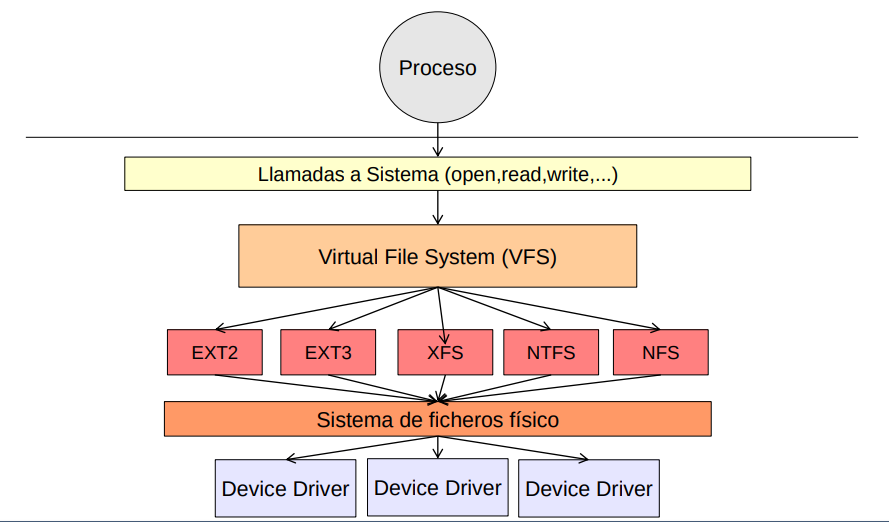 Proceso
Llamadas a Sistema (open,read,write,...)
Virtual File System (VFS)
EXT2
EXT3
XFS
NTFS
NFS
Sistema de ficheros físico
Device Driver
Device Driver
Device Driver